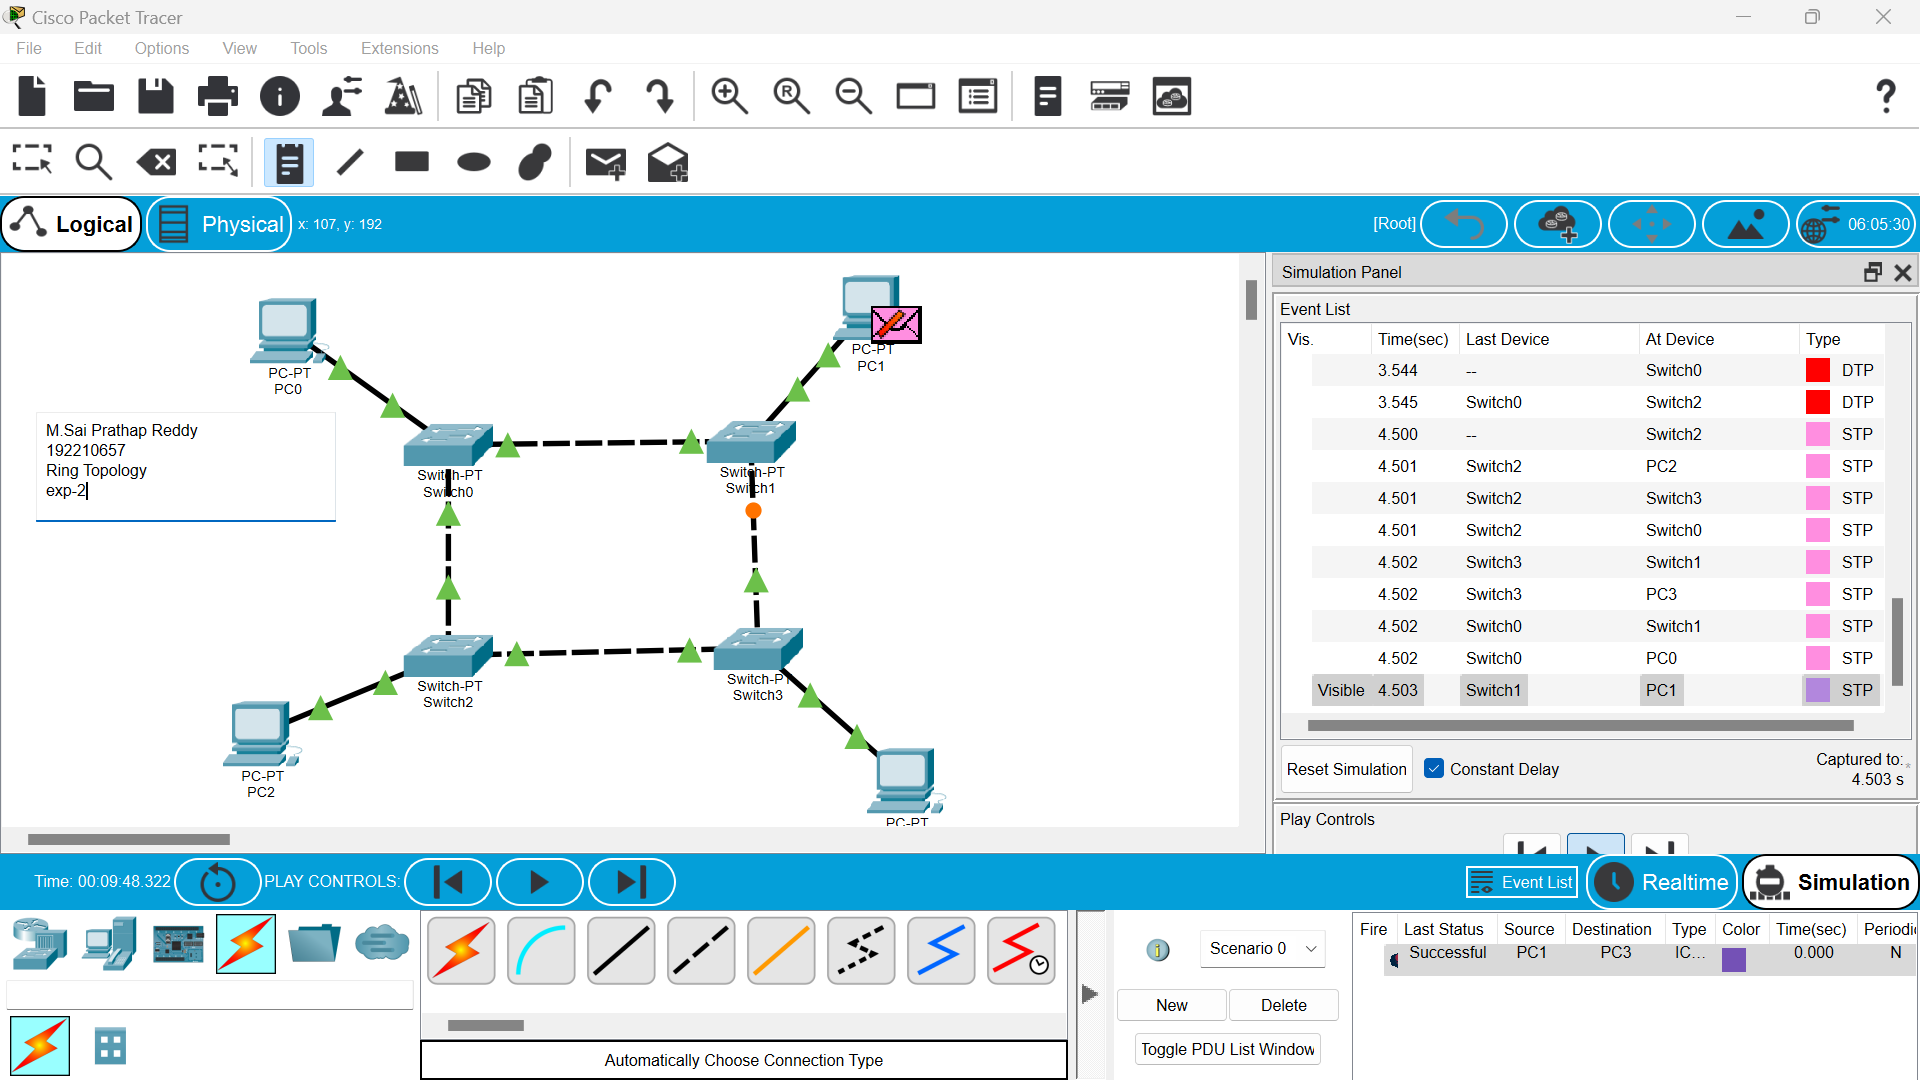 Cisco Packet Tracer
File Edit Options View Tools Extensions Help
Logical Physical x: 107, y: 192 [Root] 06:05:30
PC-PT
PC0
PC-PT
PC1
M.Sai Prathap Reddy
192210657
Ring Topology
exp-2
Switch-PT
Switch0
Switch-PT
Switch1
Switch-PT
Switch2
Switch-PT
Switch3
PC-PT
PC2
PC-PT
Simulation Panel
Event List
Vis. Time(sec) Last Device At Device Type
3.544 -- Switch0 DTP
3.545 Switch0 Switch2 DTP
4.500 -- Switch2 STP
4.501 Switch2 PC2 STP
4.501 Switch2 Switch3 STP
4.501 Switch2 Switch0 STP
4.502 Switch3 Switch1 STP
4.502 Switch3 PC3 STP
4.502 Switch0 Switch1 STP
4.502 Switch0 PC0 STP
Visible 4.503 Switch1 PC1 STP
Reset Simulation Constant Delay Captured to:
4.503 s
Play Controls
Time: 00:09:48.322 PLAY CONTROLS: Event List Realtime Simulation
Scenario 0
New Delete
Toggle PDU List Window
Fire Last Status Source Destination Type Color Time(sec) Periodic
Successful PC1 PC3 IC... 0.000 N
Automatically Choose Connection Type